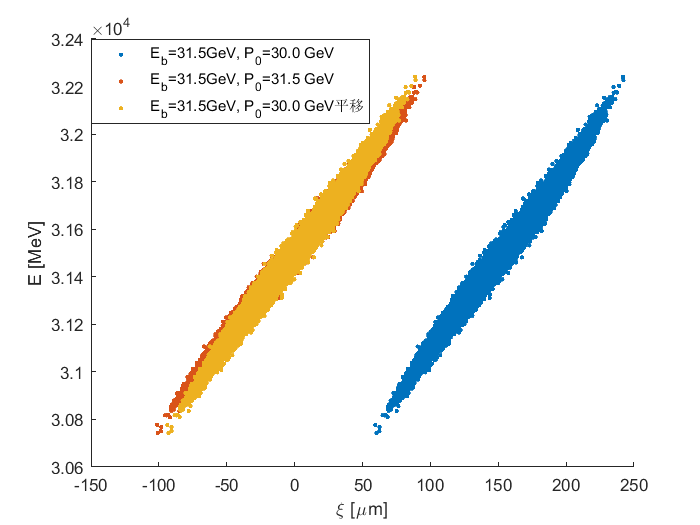 ×10⁴
3.24
3.22
3.2
3.18
3.16
3.14
3.12
3.1
3.08
3.06
E [MeV]
E_b=31.5GeV, P_0=30.0 GeV
E_b=31.5GeV, P_0=31.5 GeV
E_b=31.5GeV, P_0=30.0 GeV平移
-150 -100 -50 0 50 100 150 200 250
ξ [μm]